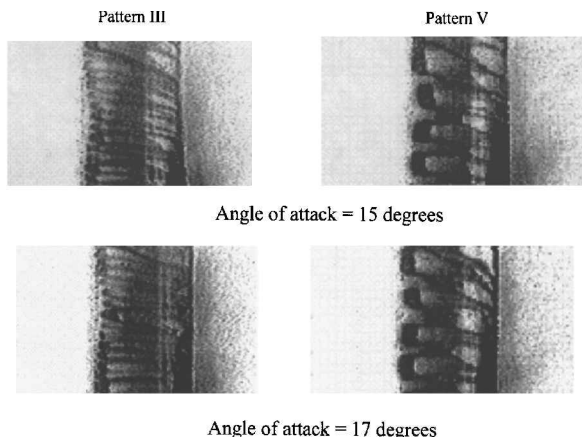 Pattern III
Pattern V
Angle of attack = 15 degrees
Angle of attack = 17 degrees